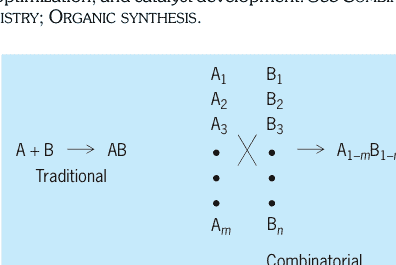 optimization, and catalyst development. See COMBIN
ISTRY; ORGANIC SYNTHESIS.
A₁ B₁
A₂ B₂
A₃ B₃
A + B → AB • • → A₁₋ₘB₁₋ₙ
Traditional • •
• •
Aₘ Bₙ
Combinatorial